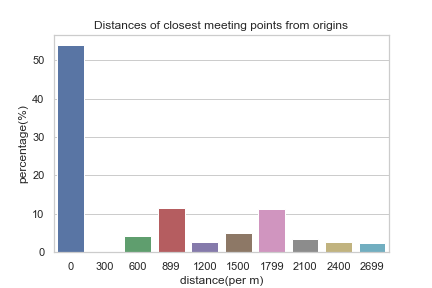 Distances of closest meeting points from origins
percentage(%)
50
40
30
20
10
0
0 300 600 899 1200 1500 1799 2100 2400 2699
distance(per m)